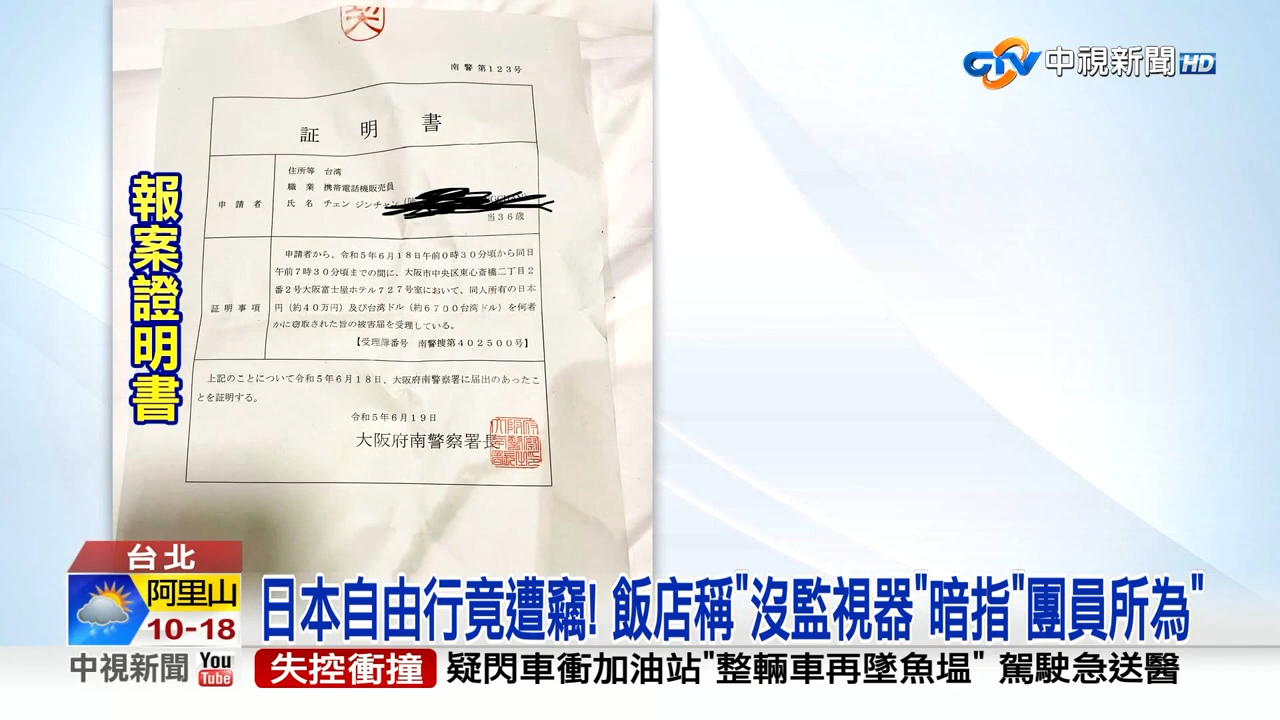 CTV 中視新聞 HD
報案證明書
契
南警第123号
証明書
申請者
住所等 台湾
職業 携帯電話機販売員
氏名 チェン ジンチャン
当36歳
証明事項
申請者から、令和5年6月18日午前0時30分頃から同日
午前7時30分頃までの間に、大阪市中央区東心斎橋二丁目2
番2号大阪富士屋ホテル727号室において、同人所有の日本
円(約40万円)及び台湾ドル(約6700台湾ドル)を何者
かに窃取された旨の被害届を受理している。
【受理簿番号 南警捜第402500号】
上記のことについて令和5年6月18日、大阪府南警察署に届出のあったこ
とを証明する。
令和5年6月19日
大阪府南警察署長
台北
阿里山
10-18
日本自由行竟遭竊! 飯店稱"沒監視器"暗指"團員所為"
中視新聞 YouTube
失控衝撞 疑閃車衝加油站"整輛車再墜魚塭" 駕駛急送醫